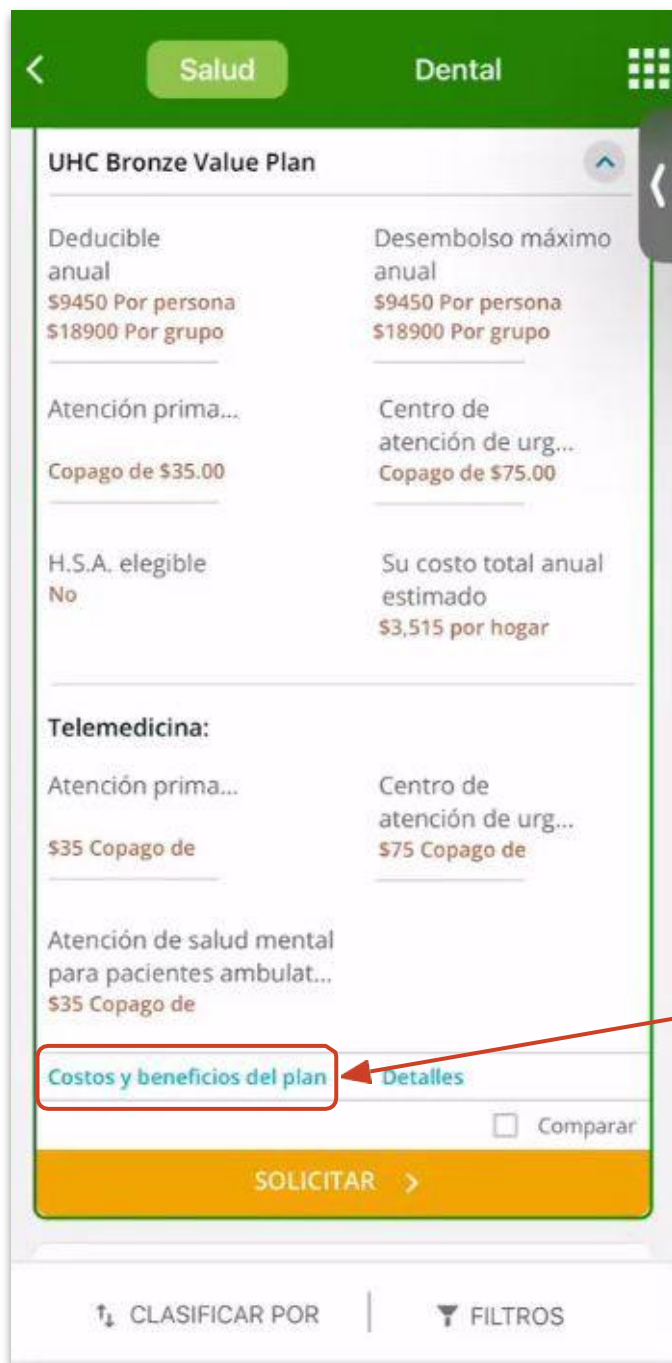 Salud Dental
UHC Bronze Value Plan
Deducible
anual
$9450 Por persona
$18900 Por grupo
Desembolso máximo
anual
$9450 Por persona
$18900 Por grupo
Atención prima...
Copago de $35.00
Centro de
atención de urg...
Copago de $75.00
H.S.A. elegible
No
Su costo total anual
estimado
$3,515 por hogar
Telemedicina:
Atención prima...
$35 Copago de
Centro de
atención de urg...
$75 Copago de
Atención de salud mental
para pacientes ambulat...
$35 Copago de
Costos y beneficios del plan Detalles
Comparar
SOLICITAR
CLASIFICAR POR FILTROS